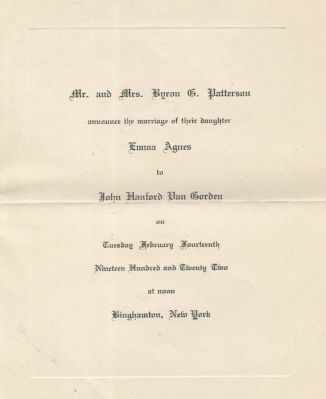 Mr. and Mrs. Byron G. Patterson
announce the marriage of their daughter
Emma Agnes
to
John Hanford Van Gorden
on
Tuesday February Fourteenth
Nineteen Hundred and Twenty Two
at noon
Binghamton, New York